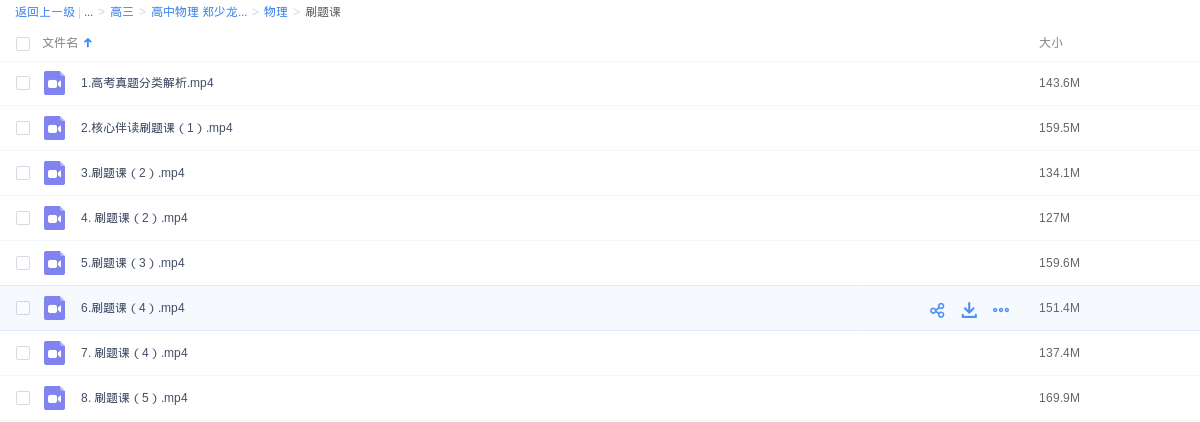 返回上一级 | ... > 高三 > 高中物理 郑少龙... > 物理 > 刷题课
文件名 大小
1.高考真题分类解析.mp4 143.6M
2.核心伴读刷题课（1）.mp4 159.5M
3.刷题课（2）.mp4 134.1M
4. 刷题课（2）.mp4 127M
5.刷题课（3）.mp4 159.6M
6.刷题课（4）.mp4 151.4M
7. 刷题课（4）.mp4 137.4M
8. 刷题课（5）.mp4 169.9M